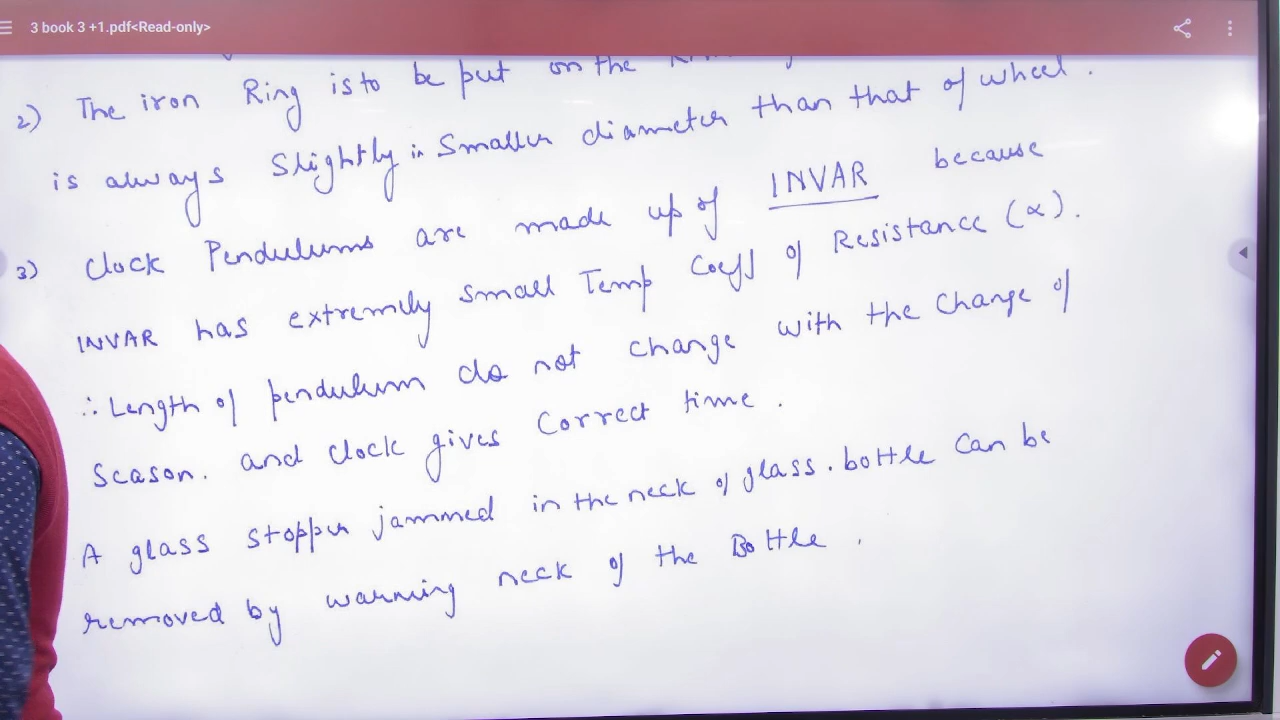 3 book 3 +1.pdf<Read-only>
2) The iron Ring is to be put on the
is always Slightly in Smaller diameter than that of wheel.
3) Clock Pendulums are made up of INVAR because
INVAR has extremely small Temp Coeff of Resistance (α).
∴ Length of pendulum do not change with the Change of
Season. and clock gives Correct time.
A glass stopper jammed in the neck of glass. bottle Can be
removed by warming neck of the Bottle.